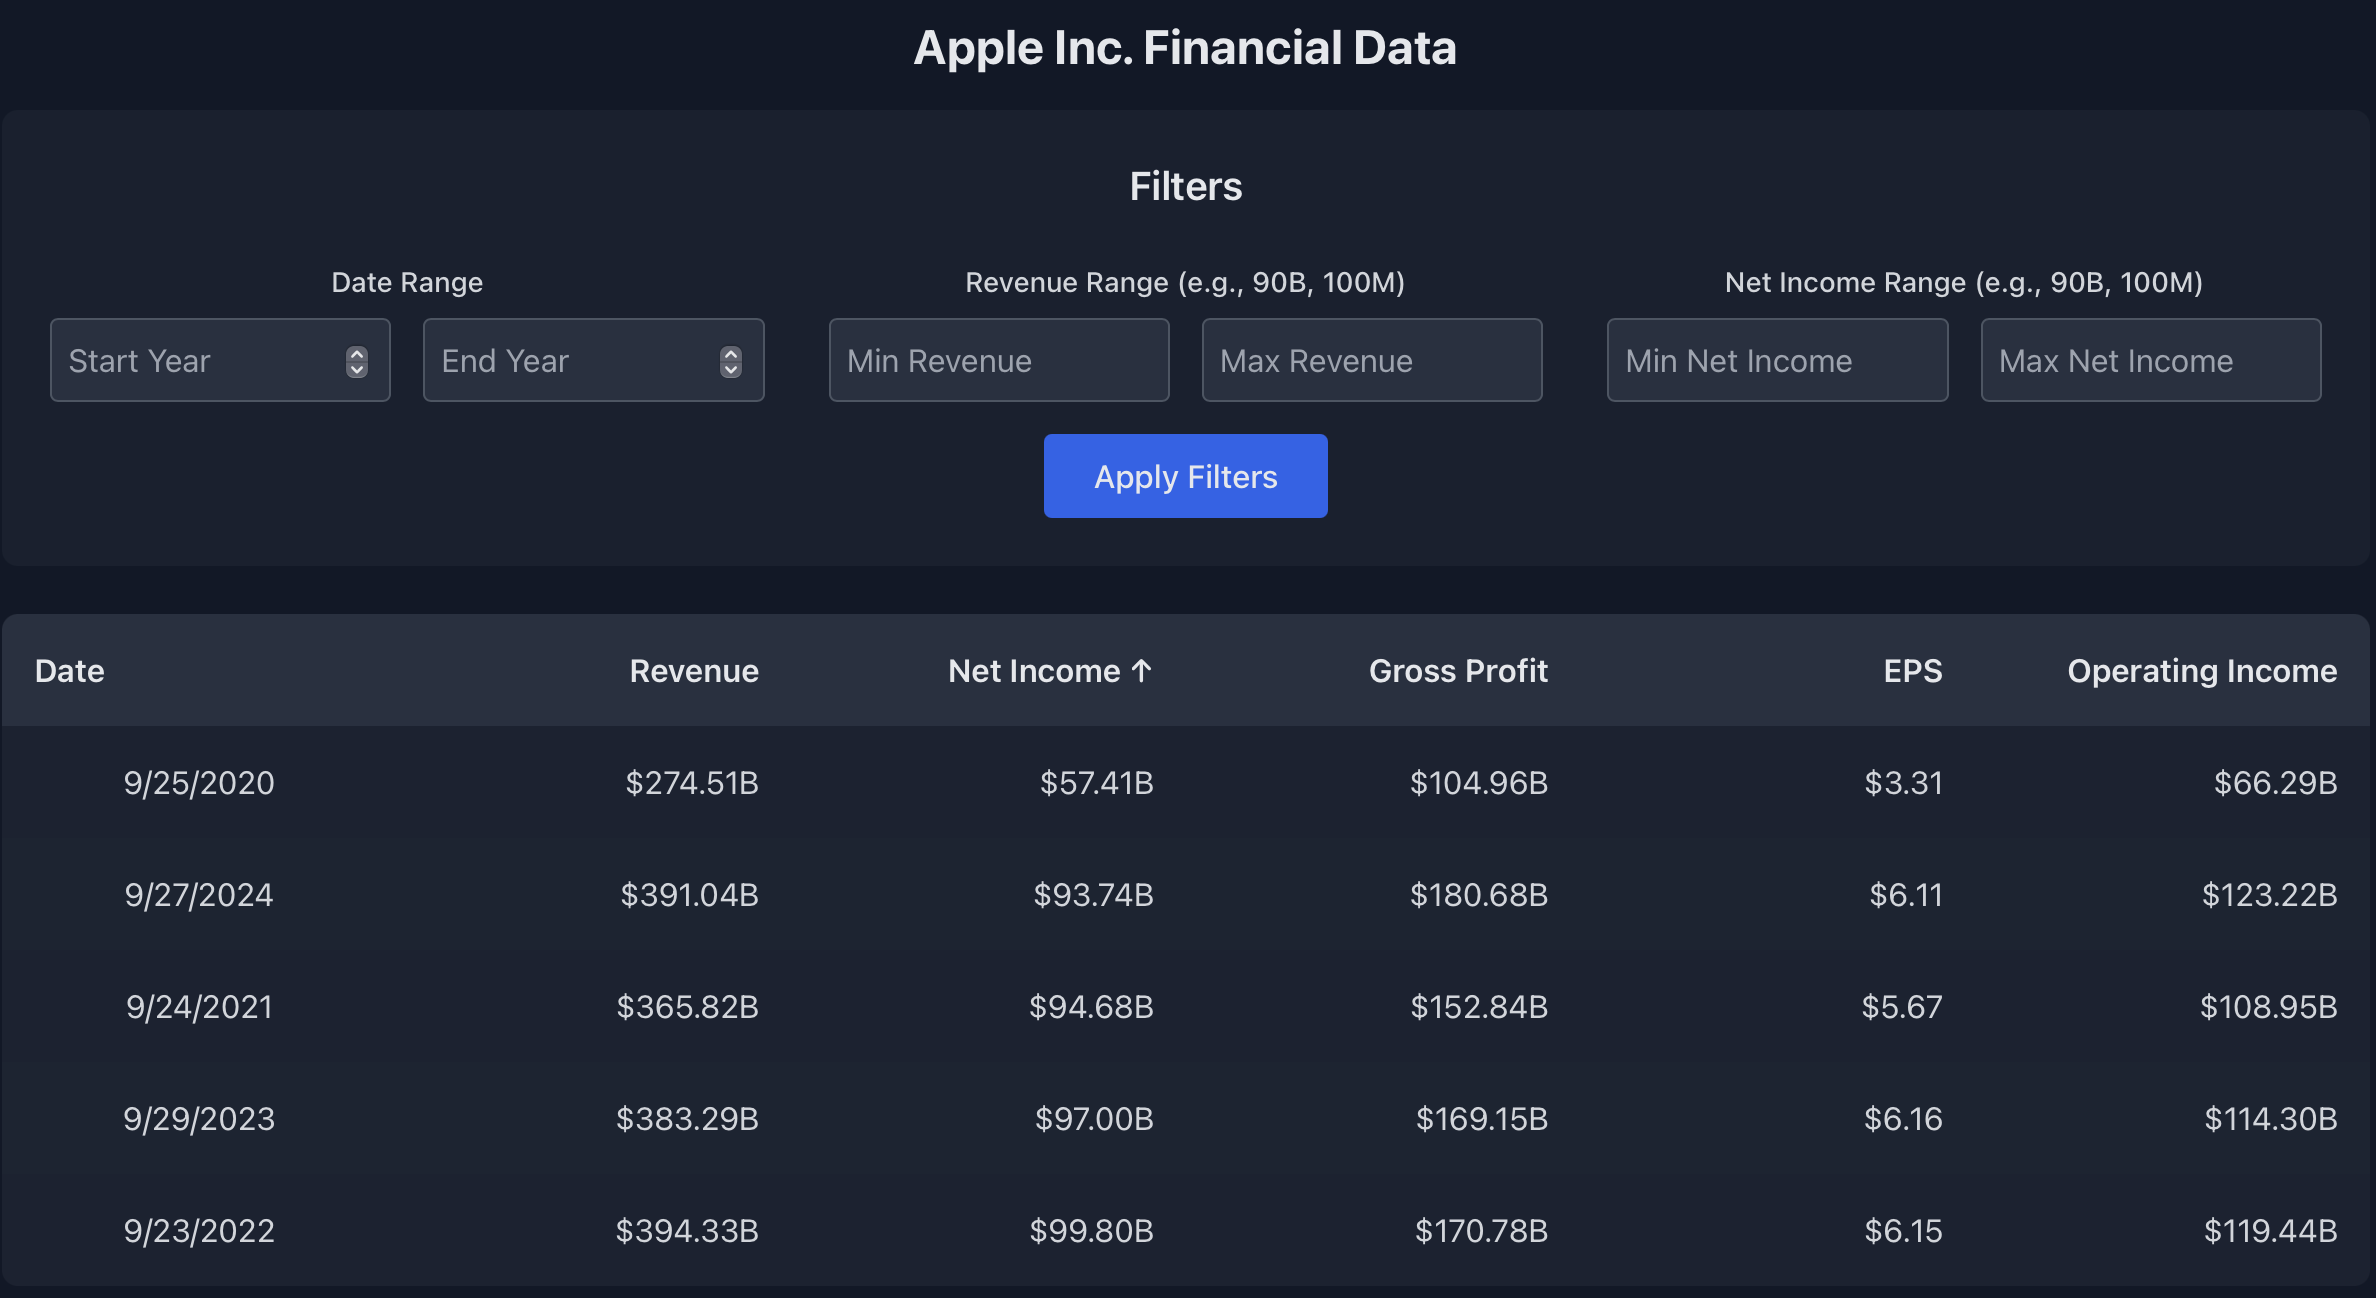 Apple Inc. Financial Data
Filters
Date Range
Start Year End Year
Revenue Range (e.g., 90B, 100M)
Min Revenue Max Revenue
Net Income Range (e.g., 90B, 100M)
Min Net Income Max Net Income
Apply Filters
Date Revenue Net Income ↑ Gross Profit EPS Operating Income
9/25/2020 $274.51B $57.41B $104.96B $3.31 $66.29B
9/27/2024 $391.04B $93.74B $180.68B $6.11 $123.22B
9/24/2021 $365.82B $94.68B $152.84B $5.67 $108.95B
9/29/2023 $383.29B $97.00B $169.15B $6.16 $114.30B
9/23/2022 $394.33B $99.80B $170.78B $6.15 $119.44B